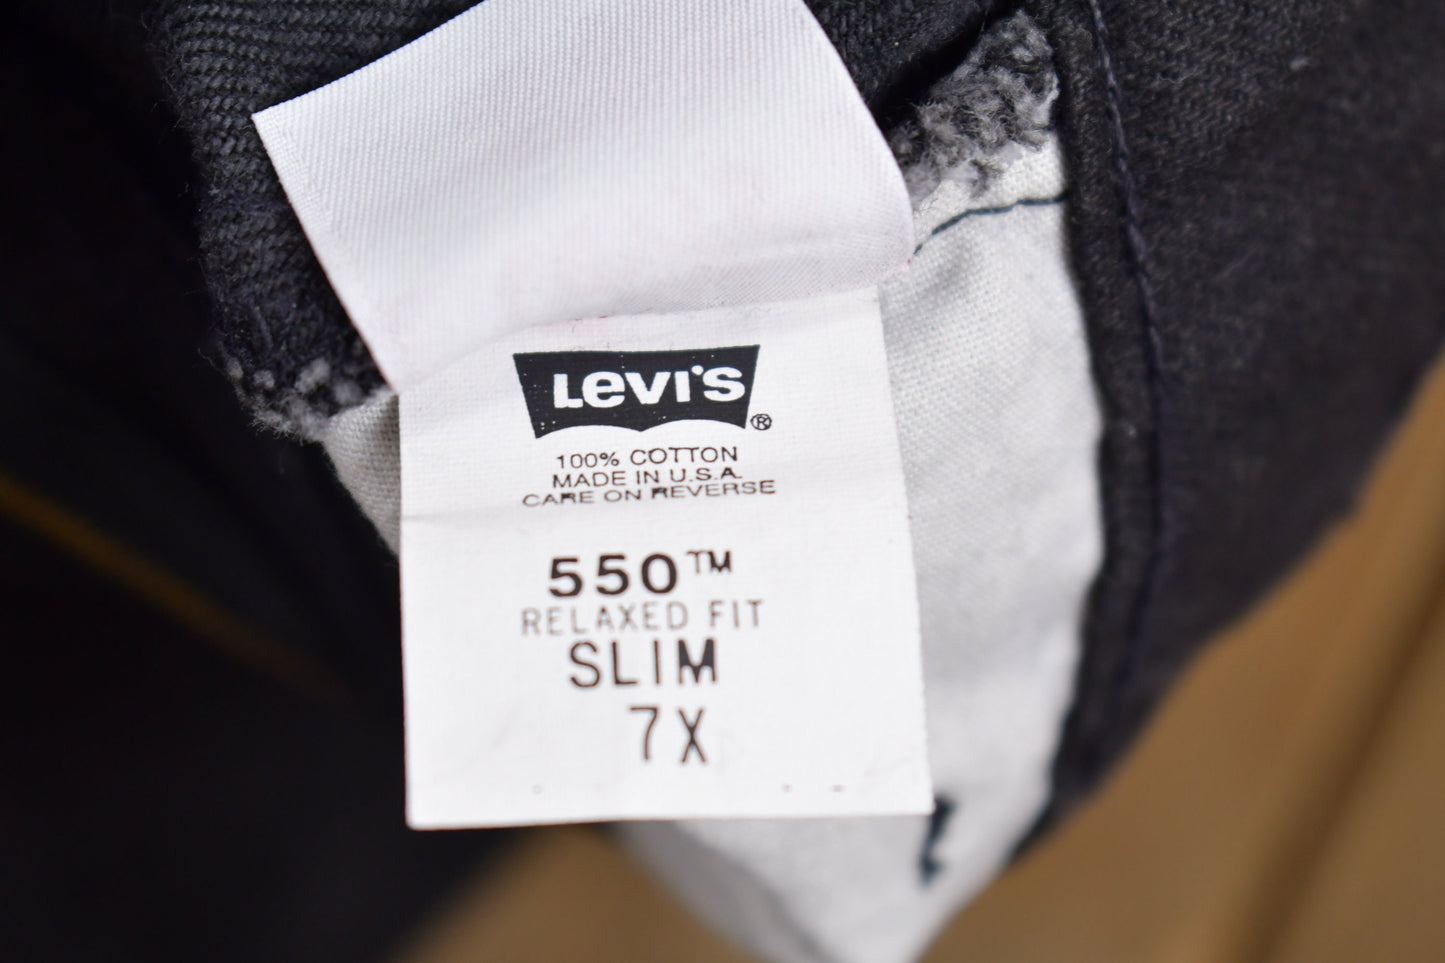 Levi's®
100% COTTON
MADE IN U.S.A.
CARE ON REVERSE
550™
RELAXED FIT
SLIM
7X